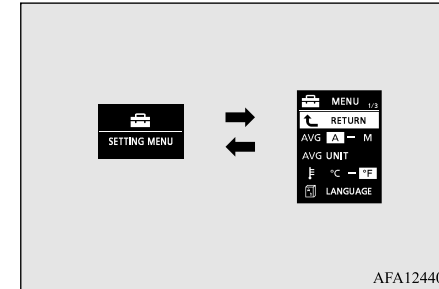 SETTING MENU
MENU 1/3
RETURN
AVG A – M
AVG UNIT
°C – °F
LANGUAGE
AFA12440